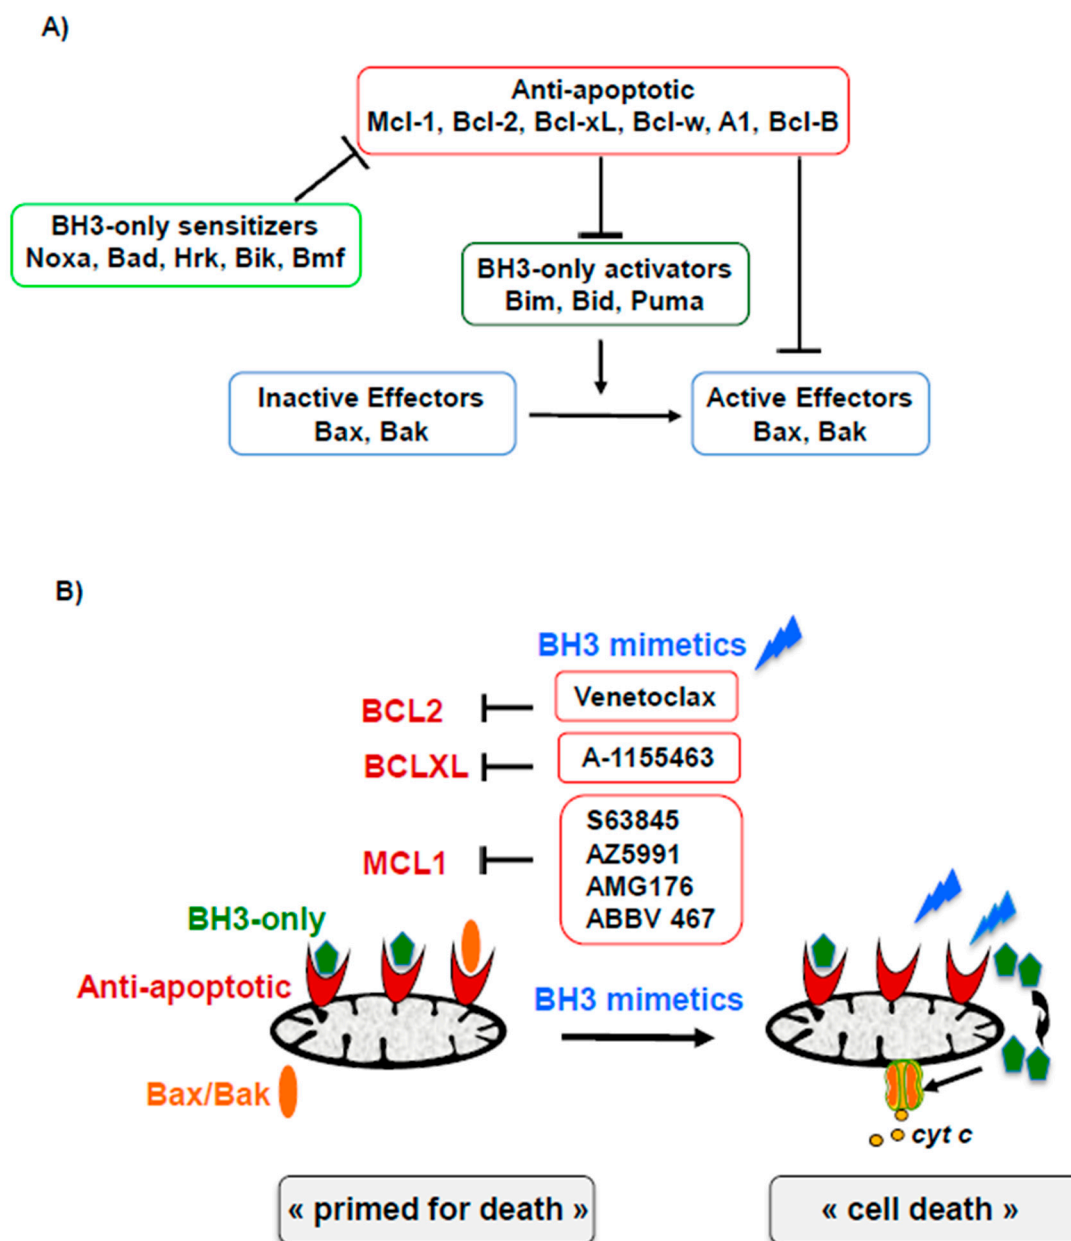 A)
Anti-apoptotic
Mcl-1, Bcl-2, Bcl-xL, Bcl-w, A1, Bcl-B
BH3-only sensitizers
Noxa, Bad, Hrk, Bik, Bmf
BH3-only activators
Bim, Bid, Puma
Inactive Effectors
Bax, Bak
Active Effectors
Bax, Bak
B)
BH3 mimetics
Venetoclax
BCL2
A-1155463
BCLXL
S63845
AZ5991
AMG176
ABBV 467
MCL1
BH3-only
Anti-apoptotic
BH3 mimetics
Bax/Bak
cyt c
« primed for death »
« cell death »